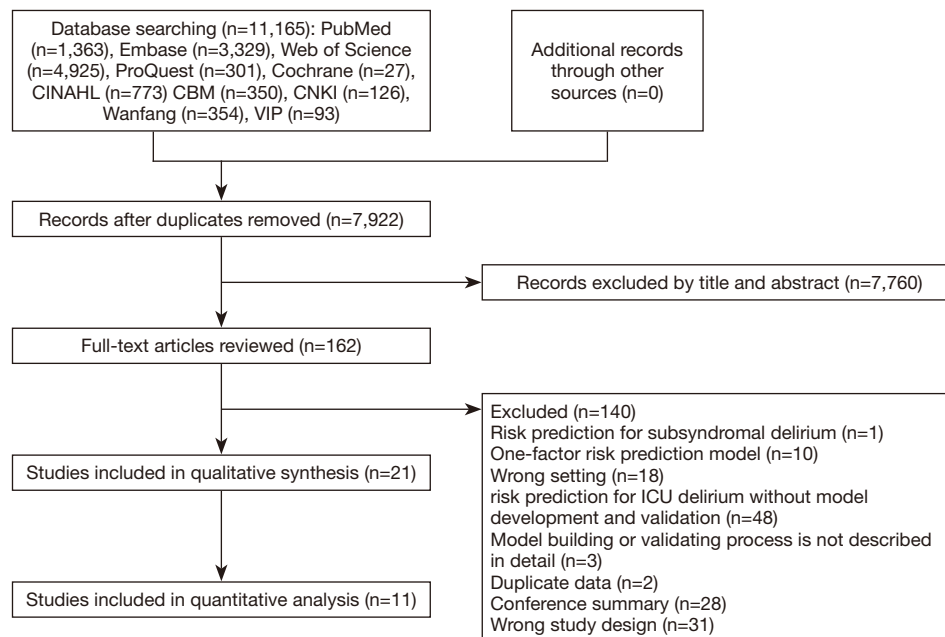 Database searching (n=11,165): PubMed
(n=1,363), Embase (n=3,329), Web of Science
(n=4,925), ProQuest (n=301), Cochrane (n=27),
CINAHL (n=773) CBM (n=350), CNKI (n=126),
Wanfang (n=354), VIP (n=93)
Additional records
through other
sources (n=0)
Records after duplicates removed (n=7,922)
Records excluded by title and abstract (n=7,760)
Full-text articles reviewed (n=162)
Excluded (n=140)
Risk prediction for subsyndromal delirium (n=1)
One-factor risk prediction model (n=10)
Wrong setting (n=18)
risk prediction for ICU delirium without model
development and validation (n=48)
Model building or validating process is not described
in detail (n=3)
Duplicate data (n=2)
Conference summary (n=28)
Wrong study design (n=31)
Studies included in qualitative synthesis (n=21)
Studies included in quantitative analysis (n=11)